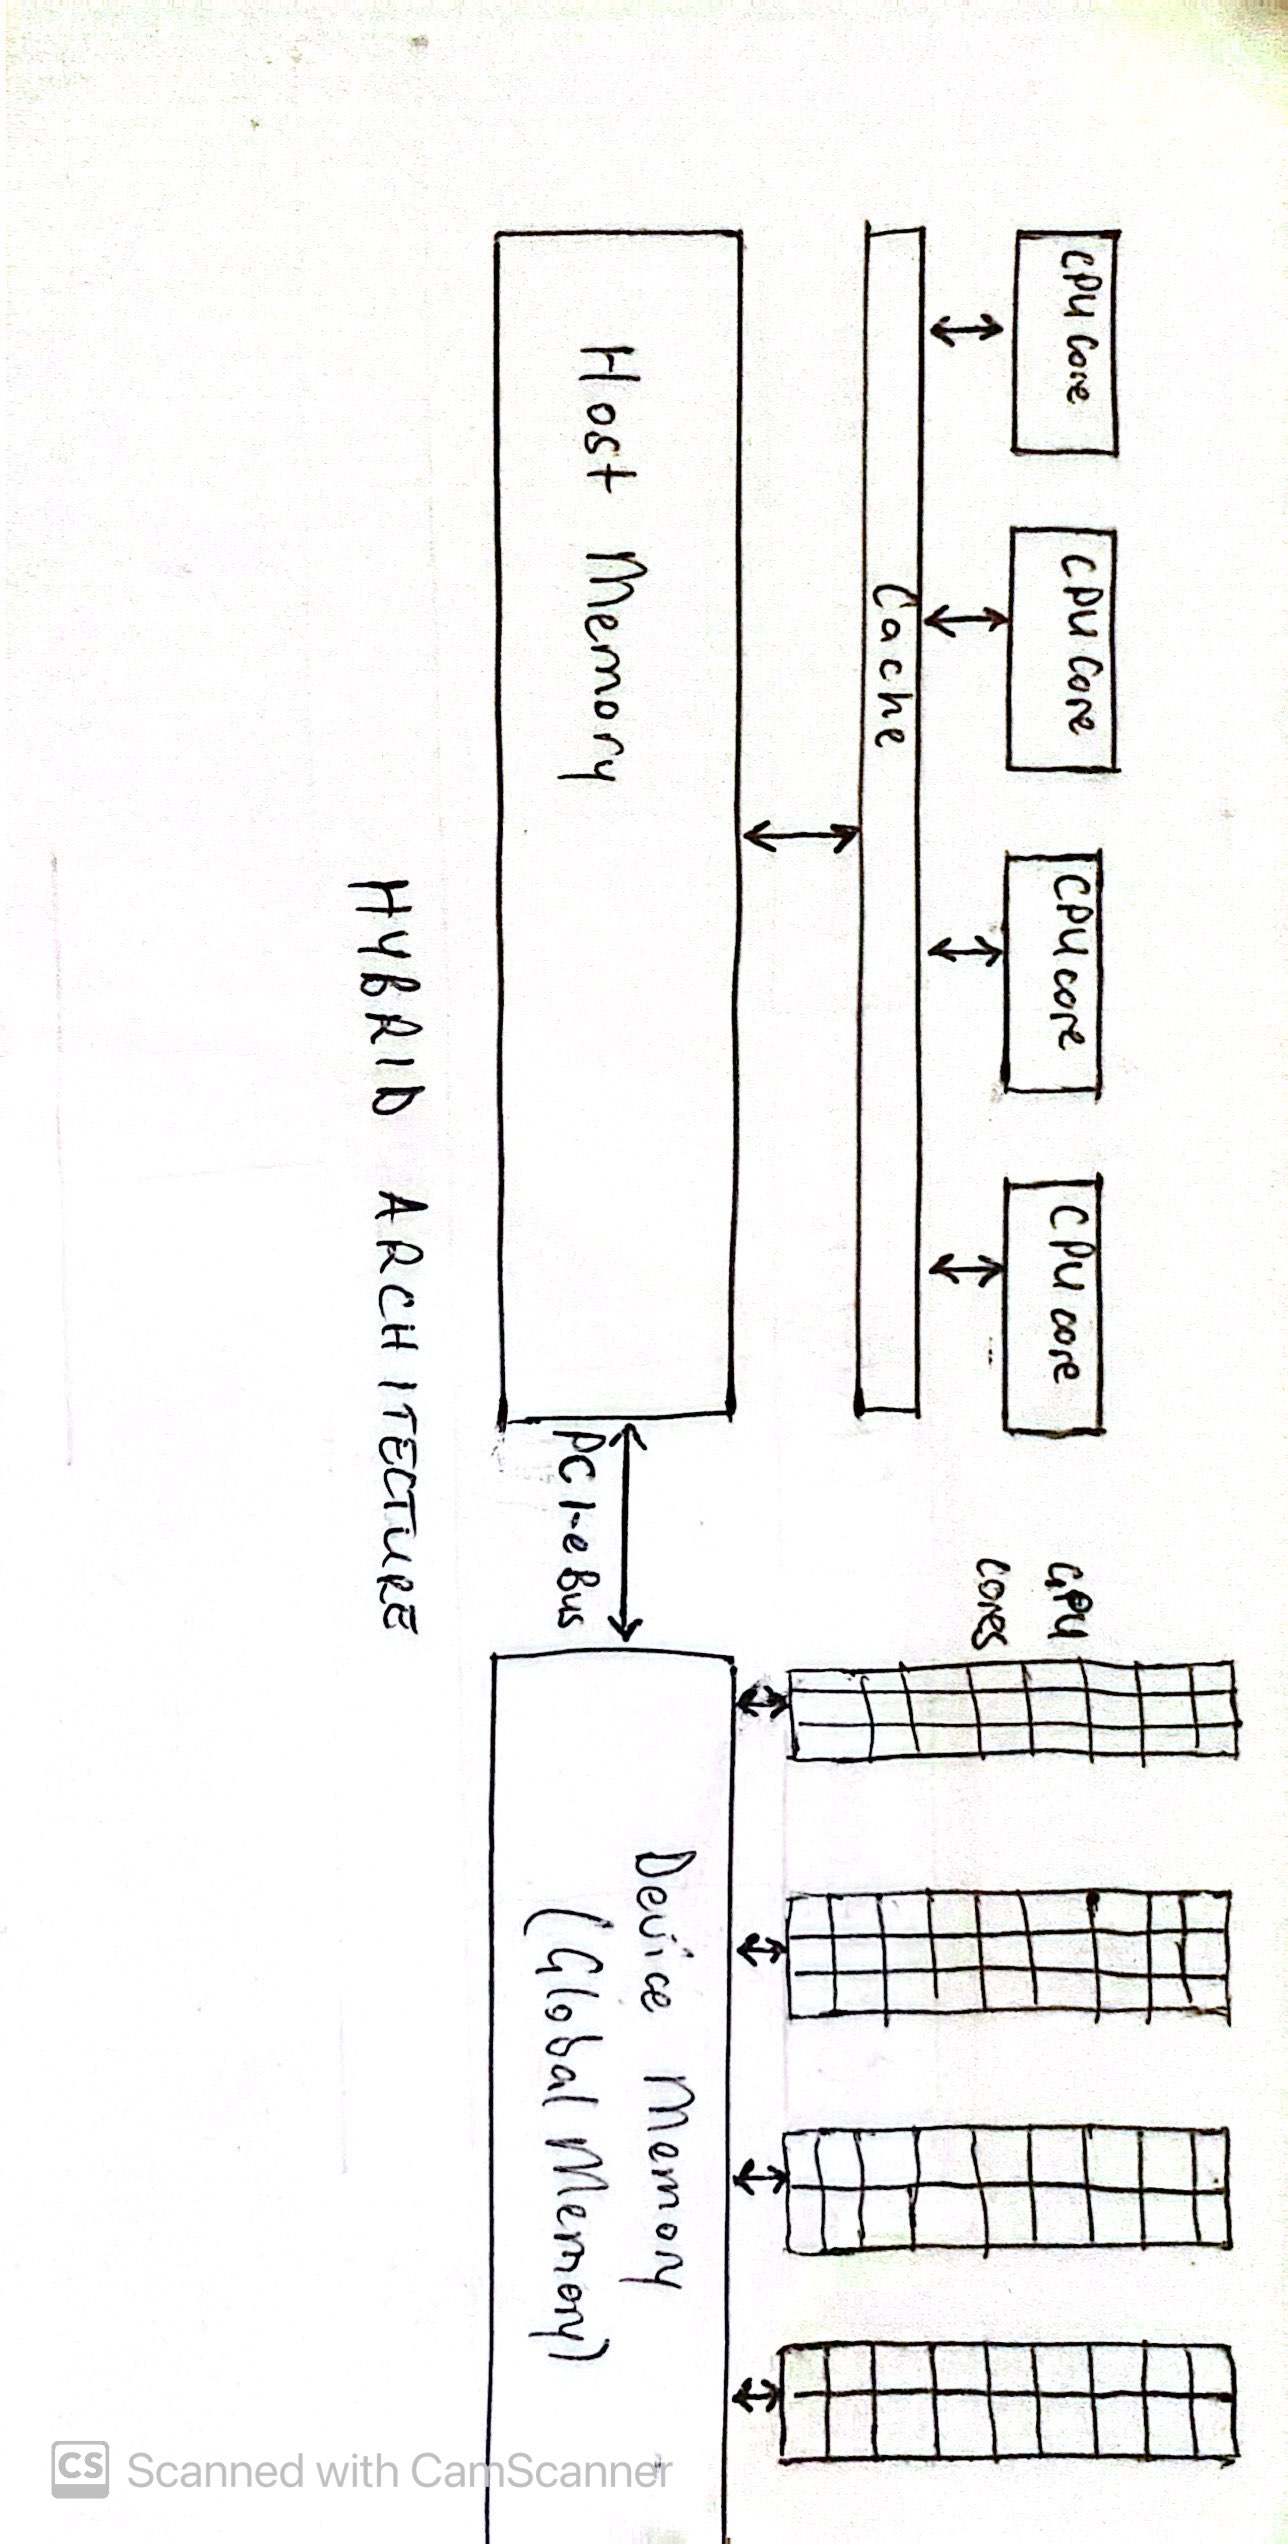 CPU Core
CPU Core
CPU core
CPU core
Cache
Host Memory
PCI-e Bus
GPU
cores
Device Memory
(Global Memory)
HYBRID ARCHITECTURE
CS Scanned with CamScanner